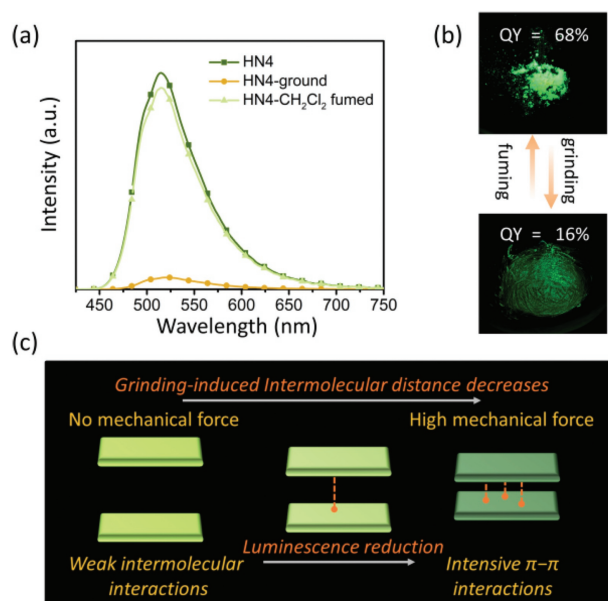 (a)
HN4
HN4-ground
HN4-CH₂Cl₂ fumed
Intensity (a.u.)
425 450 500 550 600 650 700 750
Wavelength (nm)
(b)
QY = 68%
fuming
grinding
QY = 16%
(c)
Grinding-induced Intermolecular distance decreases
No mechanical force
High mechanical force
Luminescence reduction
Weak intermolecular
interactions
Intensive π–π
interactions